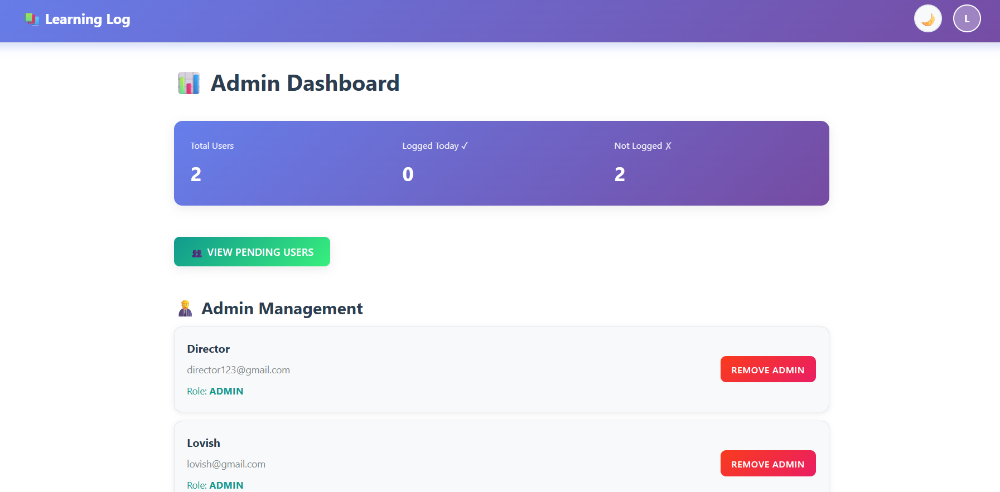 Learning Log
L
Admin Dashboard
Total Users
Logged Today ✓
Not Logged ✗
2
0
2
VIEW PENDING USERS
Admin Management
Director
director123@gmail.com
Role: ADMIN
REMOVE ADMIN
Lovish
lovish@gmail.com
Role: ADMIN
REMOVE ADMIN